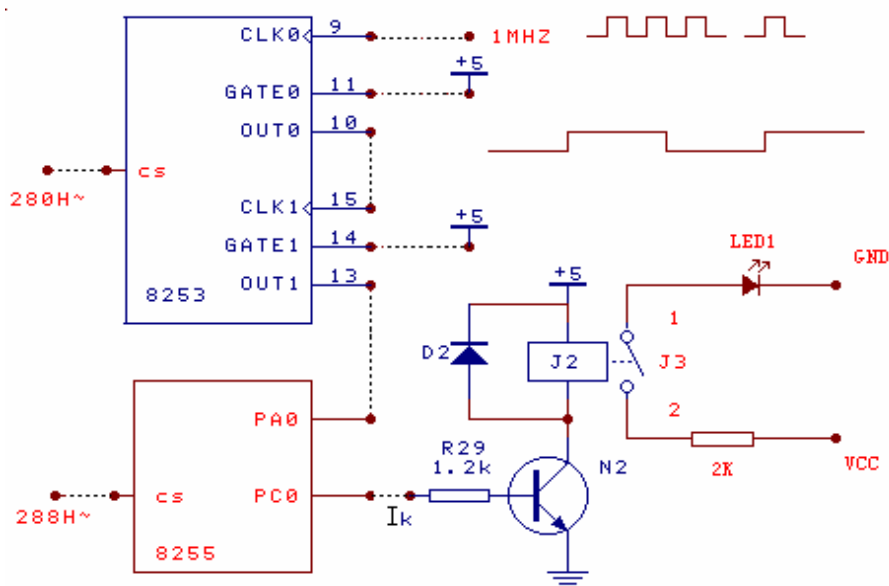 CLK0
9
1MHZ
GATE0
11
+5
OUT0
10
cs
280H~
CLK1
15
GATE1
14
+5
OUT1
13
8253
LED1
GND
+5
1
D2
J2
J3
2
PA0
R29
1.2k
N2
2K
VCC
cs
PC0
288H~
Ik
8255